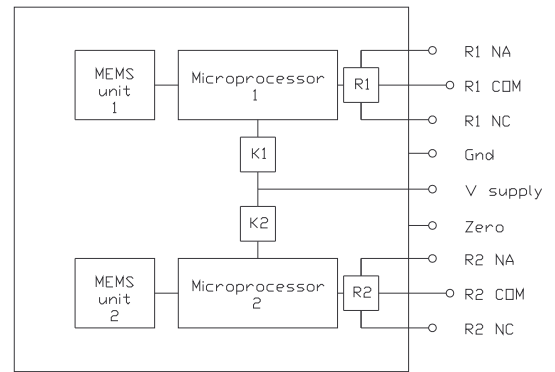 MEMS
unit
1
Microprocessor
1
R1
R1 NA
R1 COM
R1 NC
K1
Gnd
V supply
K2
Zero
MEMS
unit
2
Microprocessor
2
R2
R2 NA
R2 COM
R2 NC